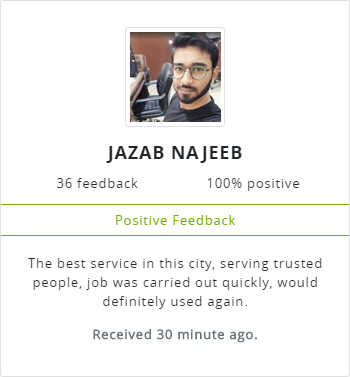 JAZAB NAJEEB
36 feedback 100% positive
Positive Feedback
The best service in this city, serving trusted
people, job was carried out quickly, would
definitely used again.
Received 30 minute ago.